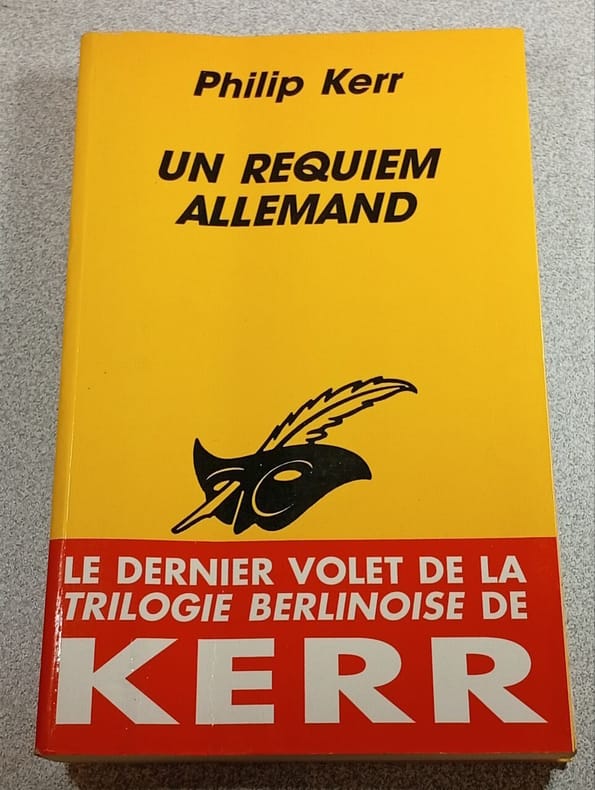 Philip Kerr
UN REQUIEM
ALLEMAND
LE DERNIER VOLET DE LA
TRILOGIE BERLINOISE DE
KERR